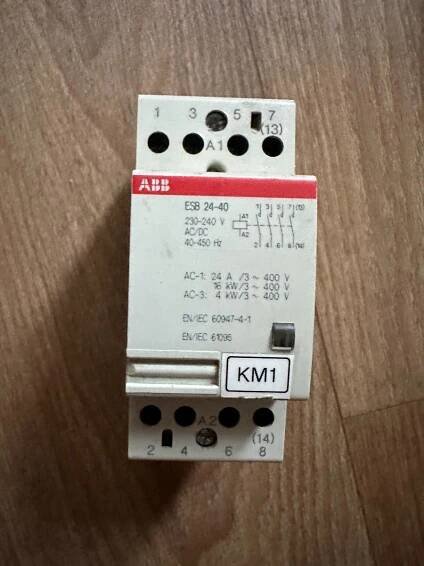 1 3 5 7
A1 (13)
ABB
ESB 24-40
230-240 V
AC/DC
40-450 Hz
A1
A2
1 3 5 7 (13)
2 4 6 8 (14)
AC-1: 24 A /3 ~ 400 V
16 kW/3 ~ 400 V
AC-3: 4 kW/3 ~ 400 V
EN/IEC 60947-4-1
EN/IEC 61095
KM1
A2
(14)
2 4 6 8